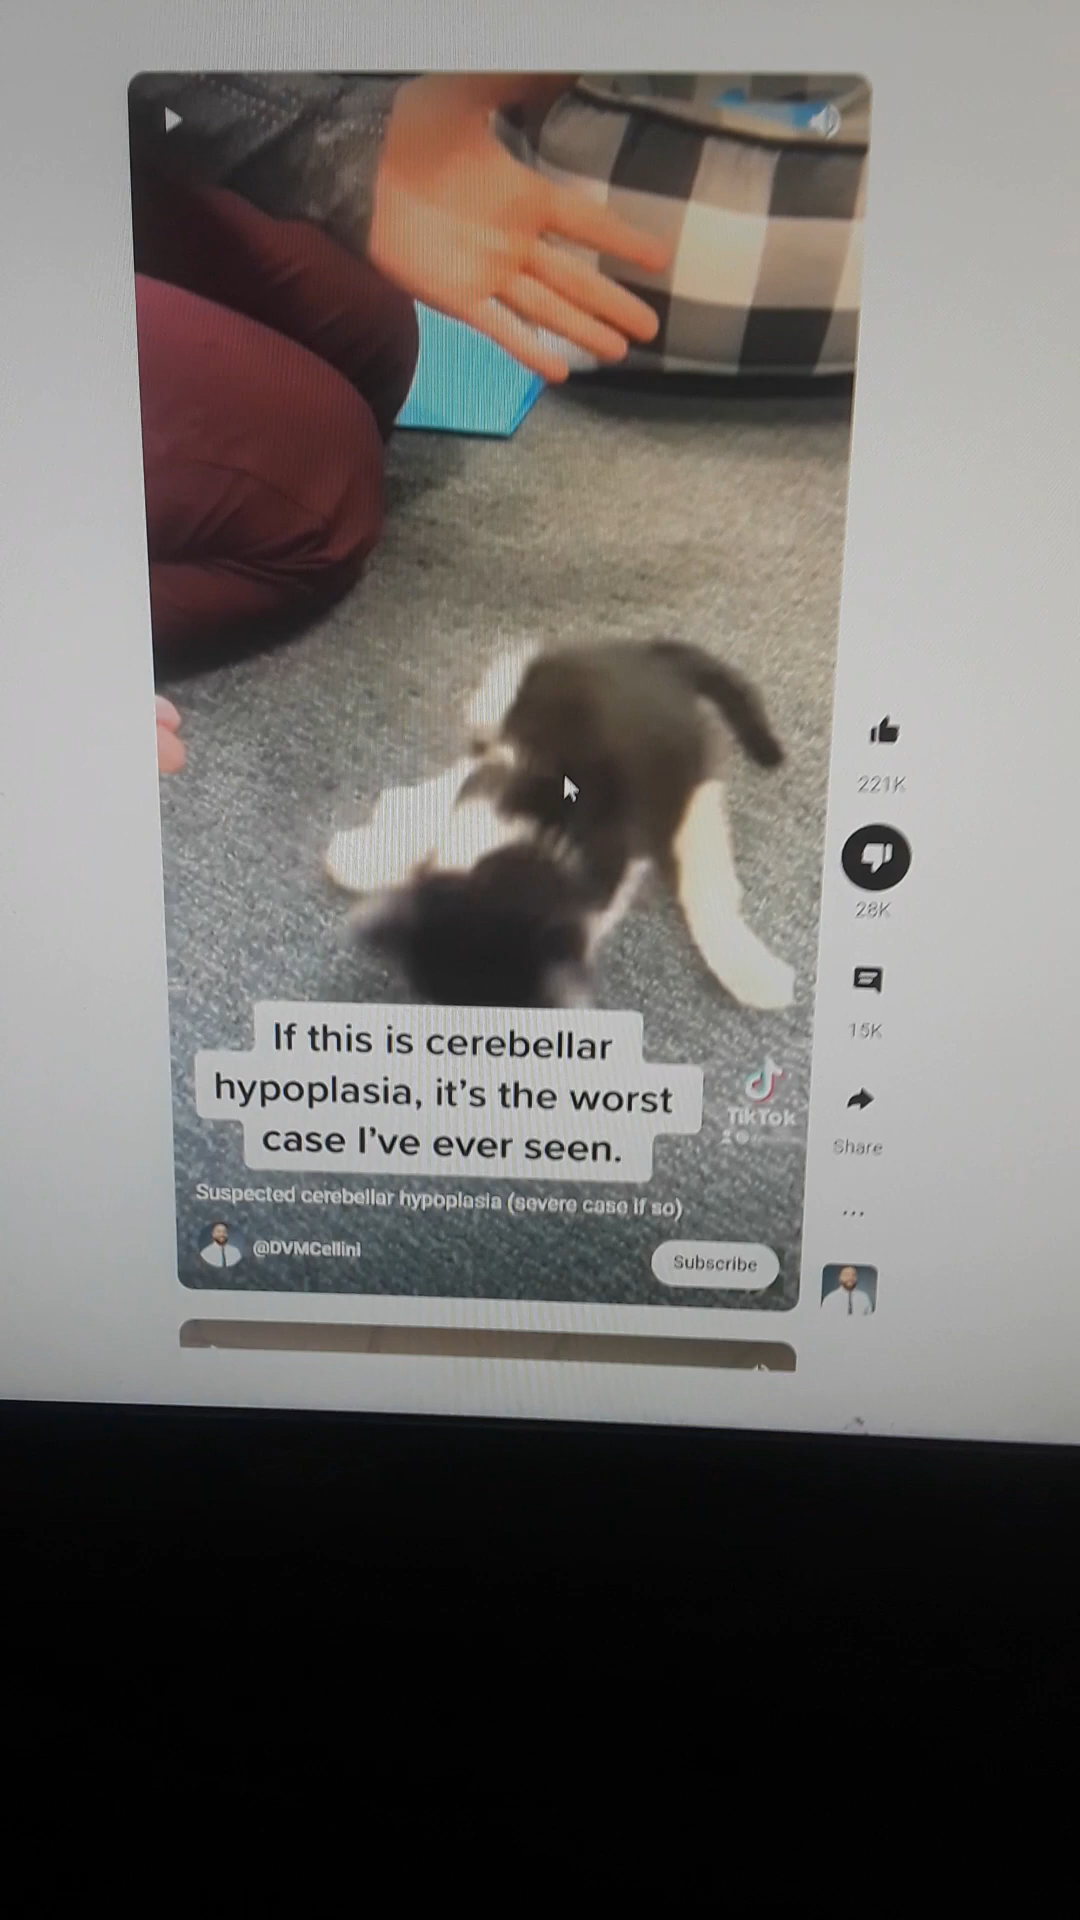 If this is cerebellar
hypoplasia, it's the worst
case I've ever seen.
TikTok
Suspected cerebellar hypoplasia (severe case if so)
@DVMCellini
Subscribe
221K
28K
15K
Share
...